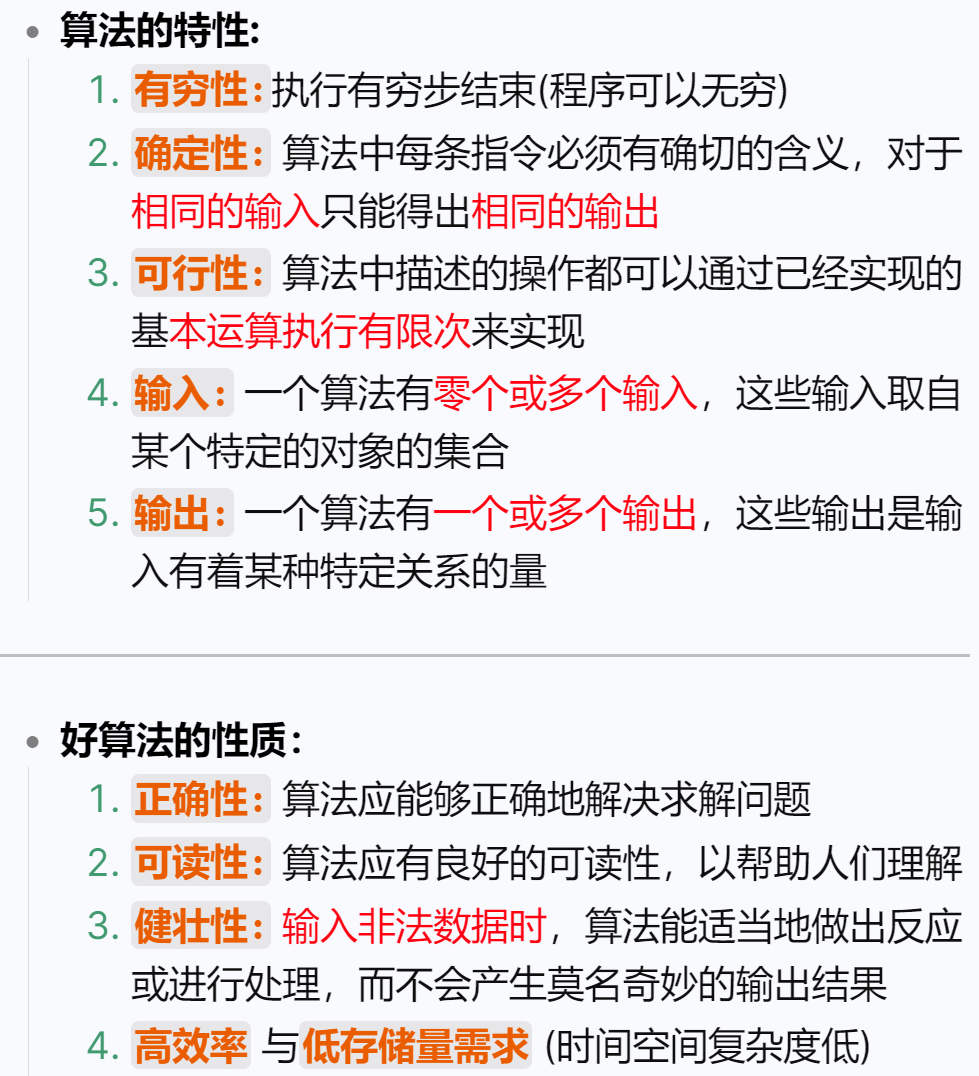 算法的特性:
1. 有穷性：执行有穷步结束(程序可以无穷)
2. 确定性：算法中每条指令必须有确切的含义，对于
相同的输入只能得出相同的输出
3. 可行性：算法中描述的操作都可以通过已经实现的
基本运算执行有限次来实现
4. 输入：一个算法有零个或多个输入，这些输入取自
某个特定的对象的集合
5. 输出：一个算法有一个或多个输出，这些输出是输
入有着某种特定关系的量
好算法的性质：
1. 正确性：算法应能够正确地解决求解问题
2. 可读性：算法应有良好的可读性，以帮助人们理解
3. 健壮性：输入非法数据时，算法能适当地做出反应
或进行处理，而不会产生莫名奇妙的输出结果
4. 高效率 与低存储量需求 (时间空间复杂度低)